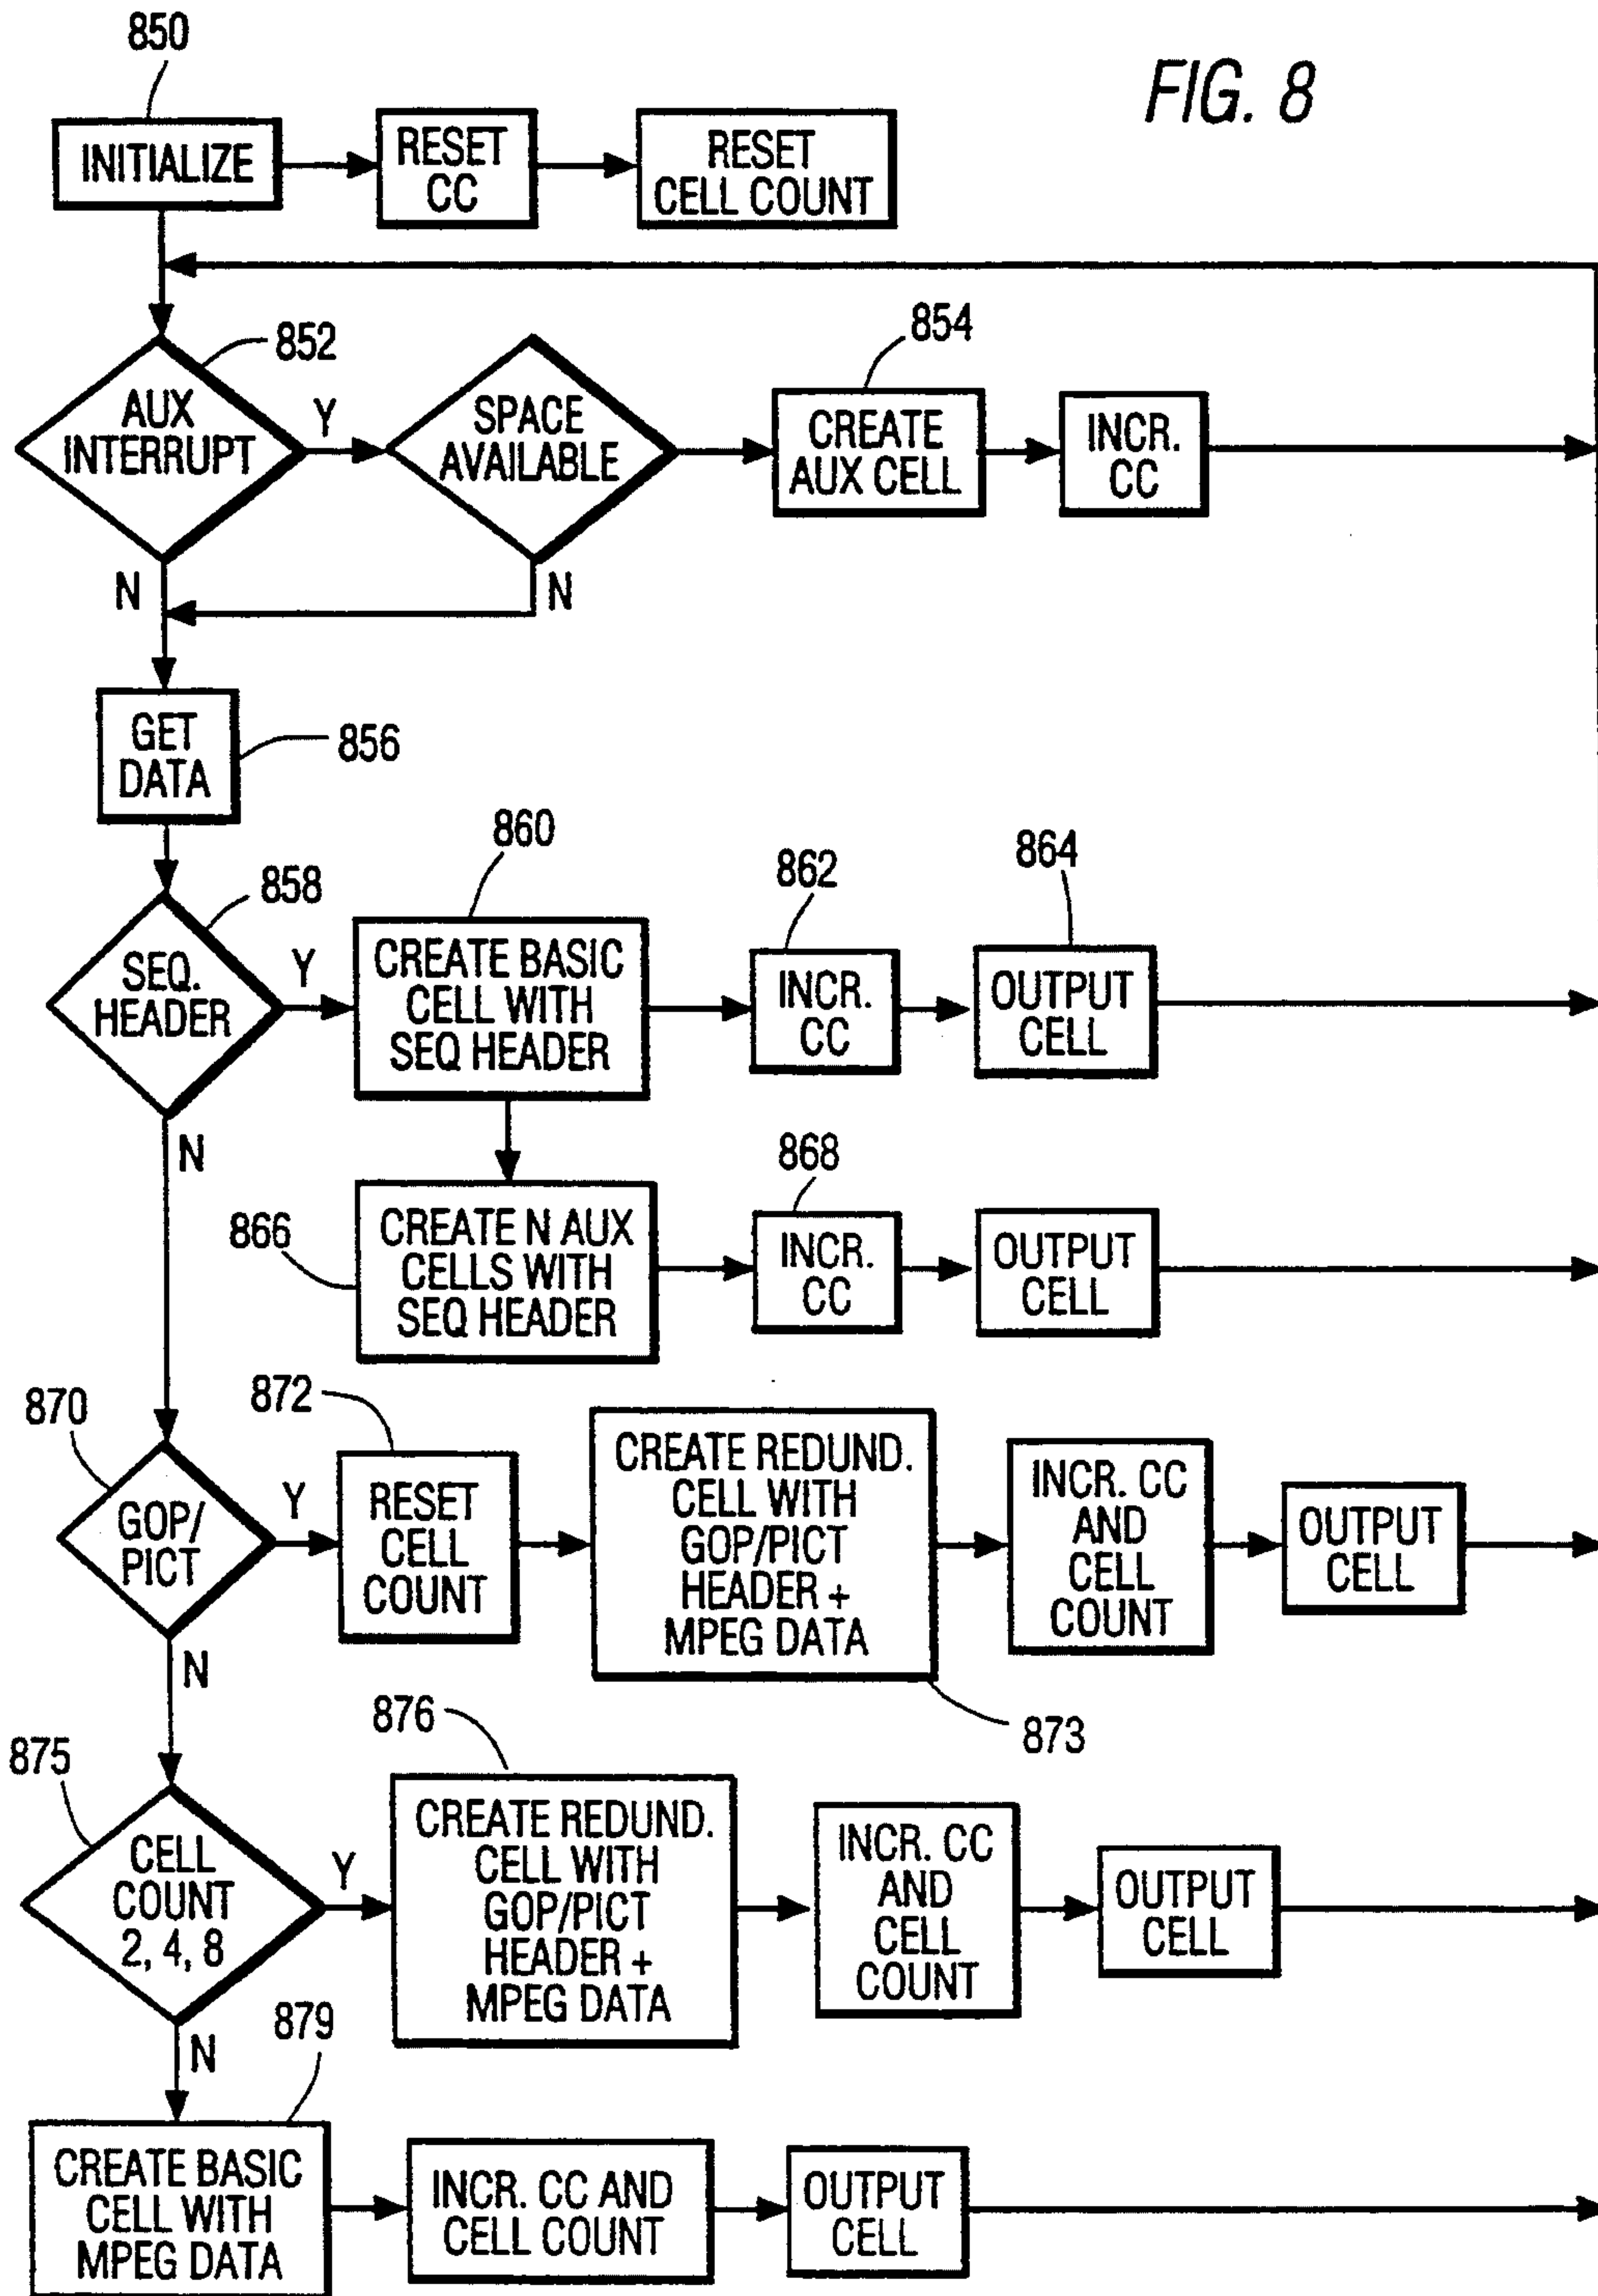 850
FIG. 8
INITIALIZE
RESET
CC
RESET
CELL COUNT
852
AUX
INTERRUPT
Y
N
SPACE
AVAILABLE
N
854
CREATE
AUX CELL
INCR.
CC
GET
DATA
856
858
SEQ.
HEADER
Y
N
860
CREATE BASIC
CELL WITH
SEQ HEADER
862
INCR.
CC
864
OUTPUT
CELL
866
CREATE N AUX
CELLS WITH
SEQ HEADER
868
INCR.
CC
OUTPUT
CELL
870
GOP/
PICT
Y
N
872
RESET
CELL
COUNT
CREATE REDUND.
CELL WITH
GOP/PICT
HEADER +
MPEG DATA
873
INCR. CC
AND
CELL
COUNT
OUTPUT
CELL
875
CELL
COUNT
2, 4, 8
Y
N
876
CREATE REDUND.
CELL WITH
GOP/PICT
HEADER +
MPEG DATA
INCR. CC
AND
CELL
COUNT
OUTPUT
CELL
879
CREATE BASIC
CELL WITH
MPEG DATA
INCR. CC AND
CELL COUNT
OUTPUT
CELL